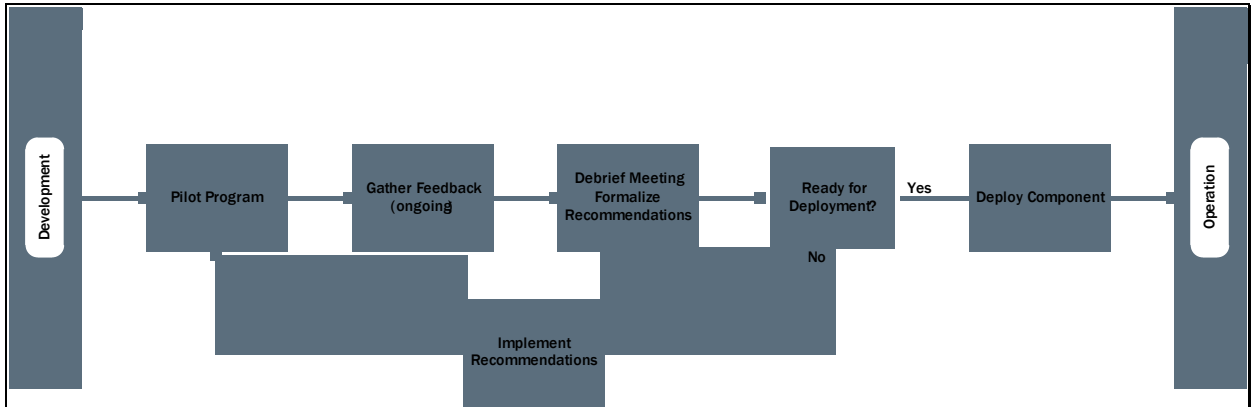 Development
Pilot Program
Gather Feedback
(ongoing)
Debrief Meeting
Formalize
Recommendations
Ready for
Deployment?
Yes
No
Deploy Component
Operation
Implement
Recommendations